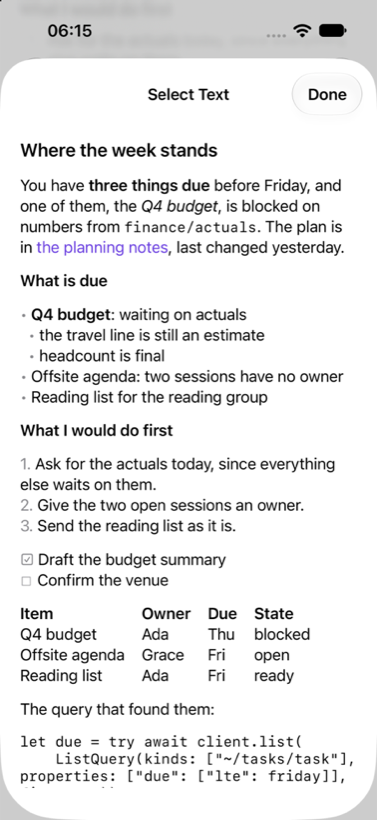 06:15
Select Text
Done
Where the week stands
You have three things due before Friday, and
one of them, the Q4 budget, is blocked on
numbers from finance/actuals. The plan is
in the planning notes, last changed yesterday.
What is due
• Q4 budget: waiting on actuals
• the travel line is still an estimate
• headcount is final
• Offsite agenda: two sessions have no owner
• Reading list for the reading group
What I would do first
1. Ask for the actuals today, since everything
else waits on them.
2. Give the two open sessions an owner.
3. Send the reading list as it is.
☑ Draft the budget summary
☐ Confirm the venue
Item Owner Due State
Q4 budget Ada Thu blocked
Offsite agenda Grace Fri open
Reading list Ada Fri ready
The query that found them:
let due = try await client.list(
    ListQuery(kinds: ["~/tasks/task"],
properties: ["due": ["lte": friday]],